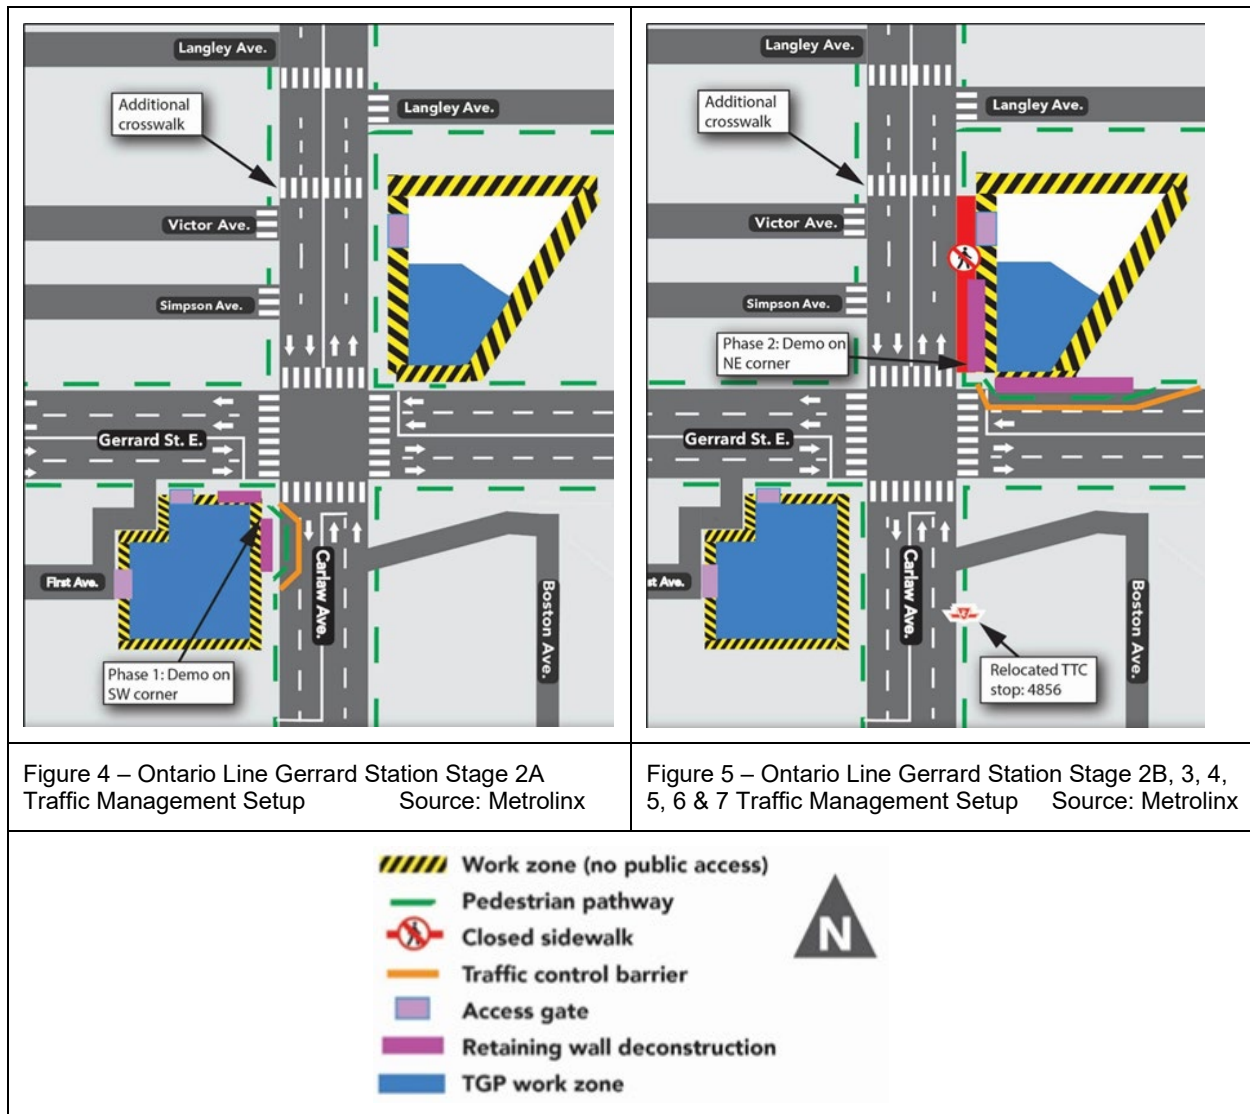 Langley Ave.
Additional
crosswalk
Langley Ave.
Victor Ave.
Simpson Ave.
Gerrard St. E.
First Ave.
Carlaw Ave.
Boston Ave.
Phase 1: Demo on
SW corner
Langley Ave.
Additional
crosswalk
Langley Ave.
Victor Ave.
Simpson Ave.
Phase 2: Demo on
NE corner
Gerrard St. E.
st Ave.
Carlaw Ave.
Boston Ave.
Relocated TTC
stop: 4856
Figure 4 – Ontario Line Gerrard Station Stage 2A
Traffic Management Setup Source: Metrolinx
Figure 5 – Ontario Line Gerrard Station Stage 2B, 3, 4,
5, 6 & 7 Traffic Management Setup Source: Metrolinx
Work zone (no public access)
Pedestrian pathway
Closed sidewalk
Traffic control barrier
Access gate
Retaining wall deconstruction
TGP work zone
N